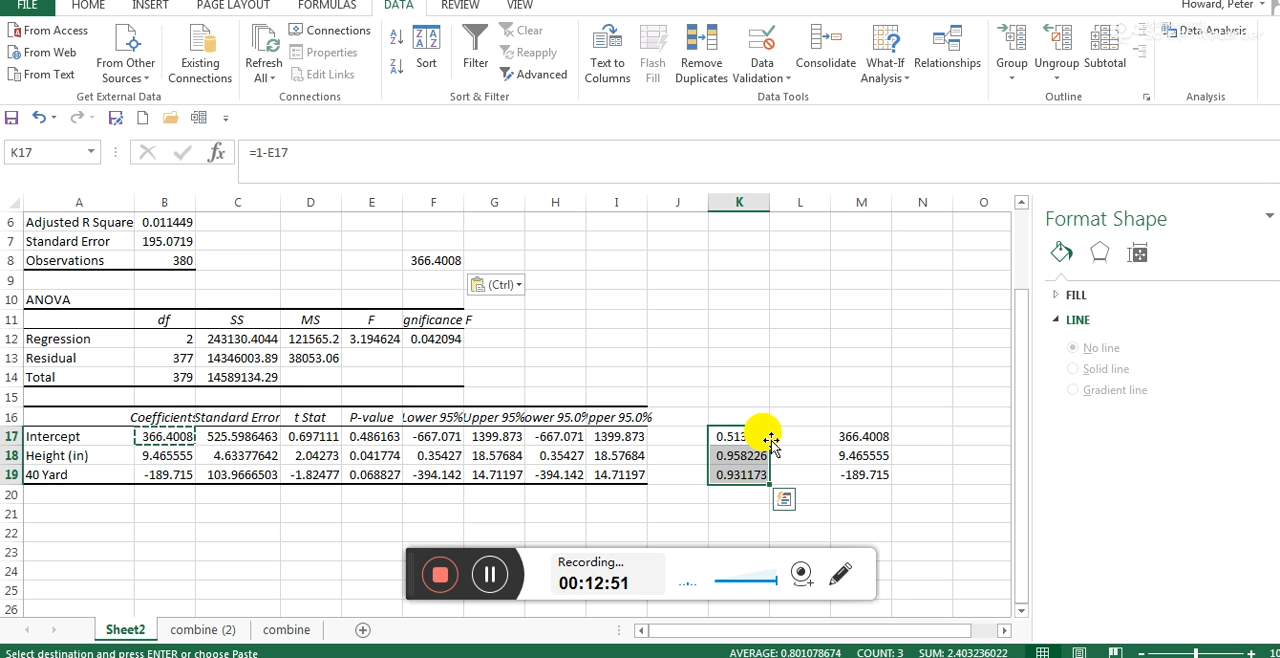 FILE HOME INSERT PAGE LAYOUT FORMULAS DATA REVIEW VIEW Howard, Peter
From Access
From Web
From Text
From Other Sources
Existing Connections
Get External Data
Refresh All
Connections
Properties
Edit Links
Connections
Sort
Filter
Clear
Reapply
Advanced
Sort & Filter
Text to Columns
Flash Fill
Remove Duplicates
Data Validation
Consolidate
What-If Analysis
Relationships
Data Tools
Group
Ungroup
Subtotal
Outline
Data Analysis
Analysis
K17 fx =1-E17
A B C D E F G H I J K L M N O
6 Adjusted R Square 0.011449
7 Standard Error 195.0719
8 Observations 380 366.4008
9 (Ctrl)
10 ANOVA
11 df SS MS F gnificance F
12 Regression 2 243130.4044 121565.2 3.194624 0.042094
13 Residual 377 14346003.89 38053.06
14 Total 379 14589134.29
15
16 Coefficients Standard Error t Stat P-value Lower 95% Upper 95% ower 95.0% pper 95.0%
17 Intercept 366.4008 525.5986463 0.697111 0.486163 -667.071 1399.873 -667.071 1399.873 366.4008
18 Height (in) 9.465555 4.63377642 2.04273 0.041774 0.35427 18.57684 0.35427 18.57684 0.958226 9.465555
19 40 Yard -189.715 103.9666503 -1.82477 0.068827 -394.142 14.71197 -394.142 14.71197 0.931173 -189.715
20
21
22
23
24
25
26
Recording...
00:12:51
Sheet2 combine (2) combine
Select destination and press ENTER or choose Paste AVERAGE: 0.801078674 COUNT: 3 SUM: 2.403236022
Format Shape
FILL
LINE
No line
Solid line
Gradient line